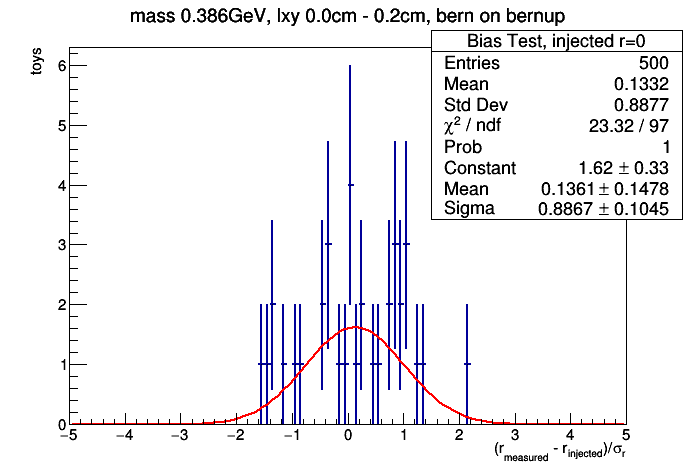 mass 0.386GeV, lxy 0.0cm - 0.2cm, bern on bernup
Bias Test, injected r=0
Entries 500
Mean 0.1332
Std Dev 0.8877
χ² / ndf 23.32 / 97
Prob 1
Constant 1.62 ± 0.33
Mean 0.1361 ± 0.1478
Sigma 0.8867 ± 0.1045
toys
6
5
4
3
2
1
0
−5 −4 −3 −2 −1 0 1 2 3 4 5
(r_measured - r_injected)/σ_r